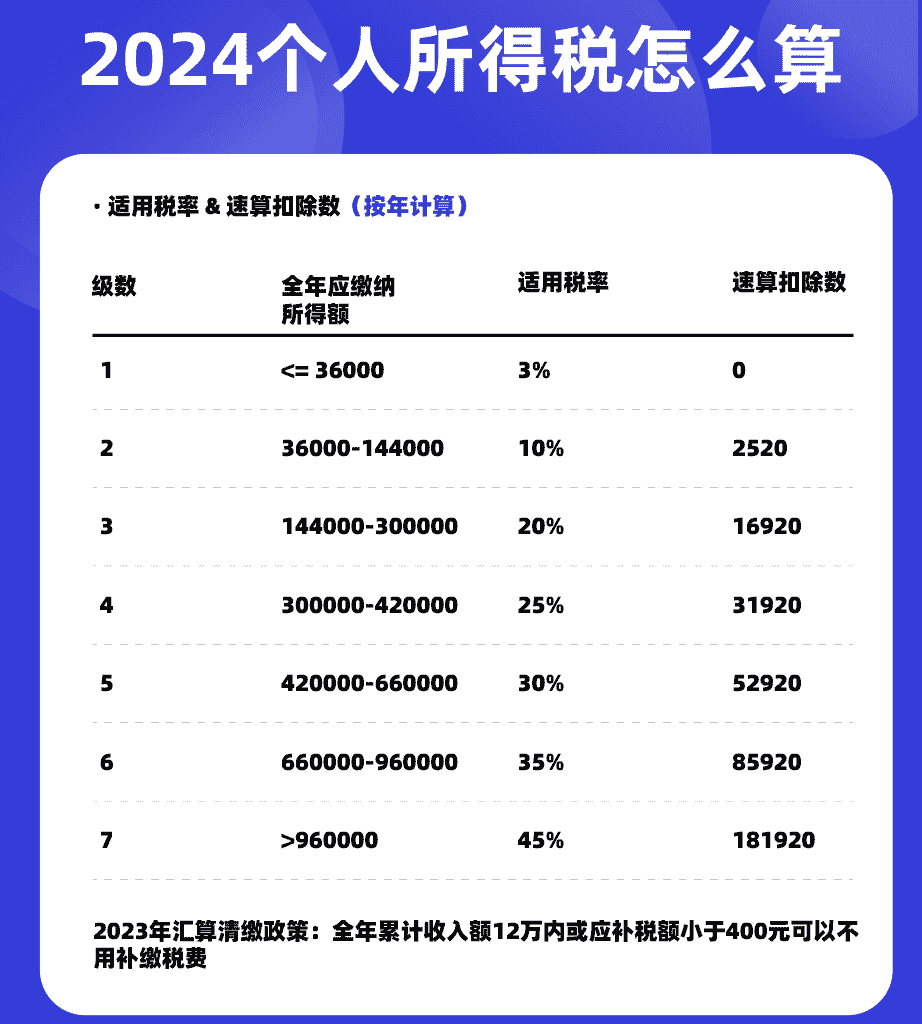 2024个人所得税怎么算
· 适用税率 & 速算扣除数（按年计算）
级数 全年应缴纳所得额 适用税率 速算扣除数
1 <= 36000 3% 0
2 36000-144000 10% 2520
3 144000-300000 20% 16920
4 300000-420000 25% 31920
5 420000-660000 30% 52920
6 660000-960000 35% 85920
7 >960000 45% 181920
2023年汇算清缴政策：全年累计收入额12万内或应补税额小于400元可以不
用补缴税费